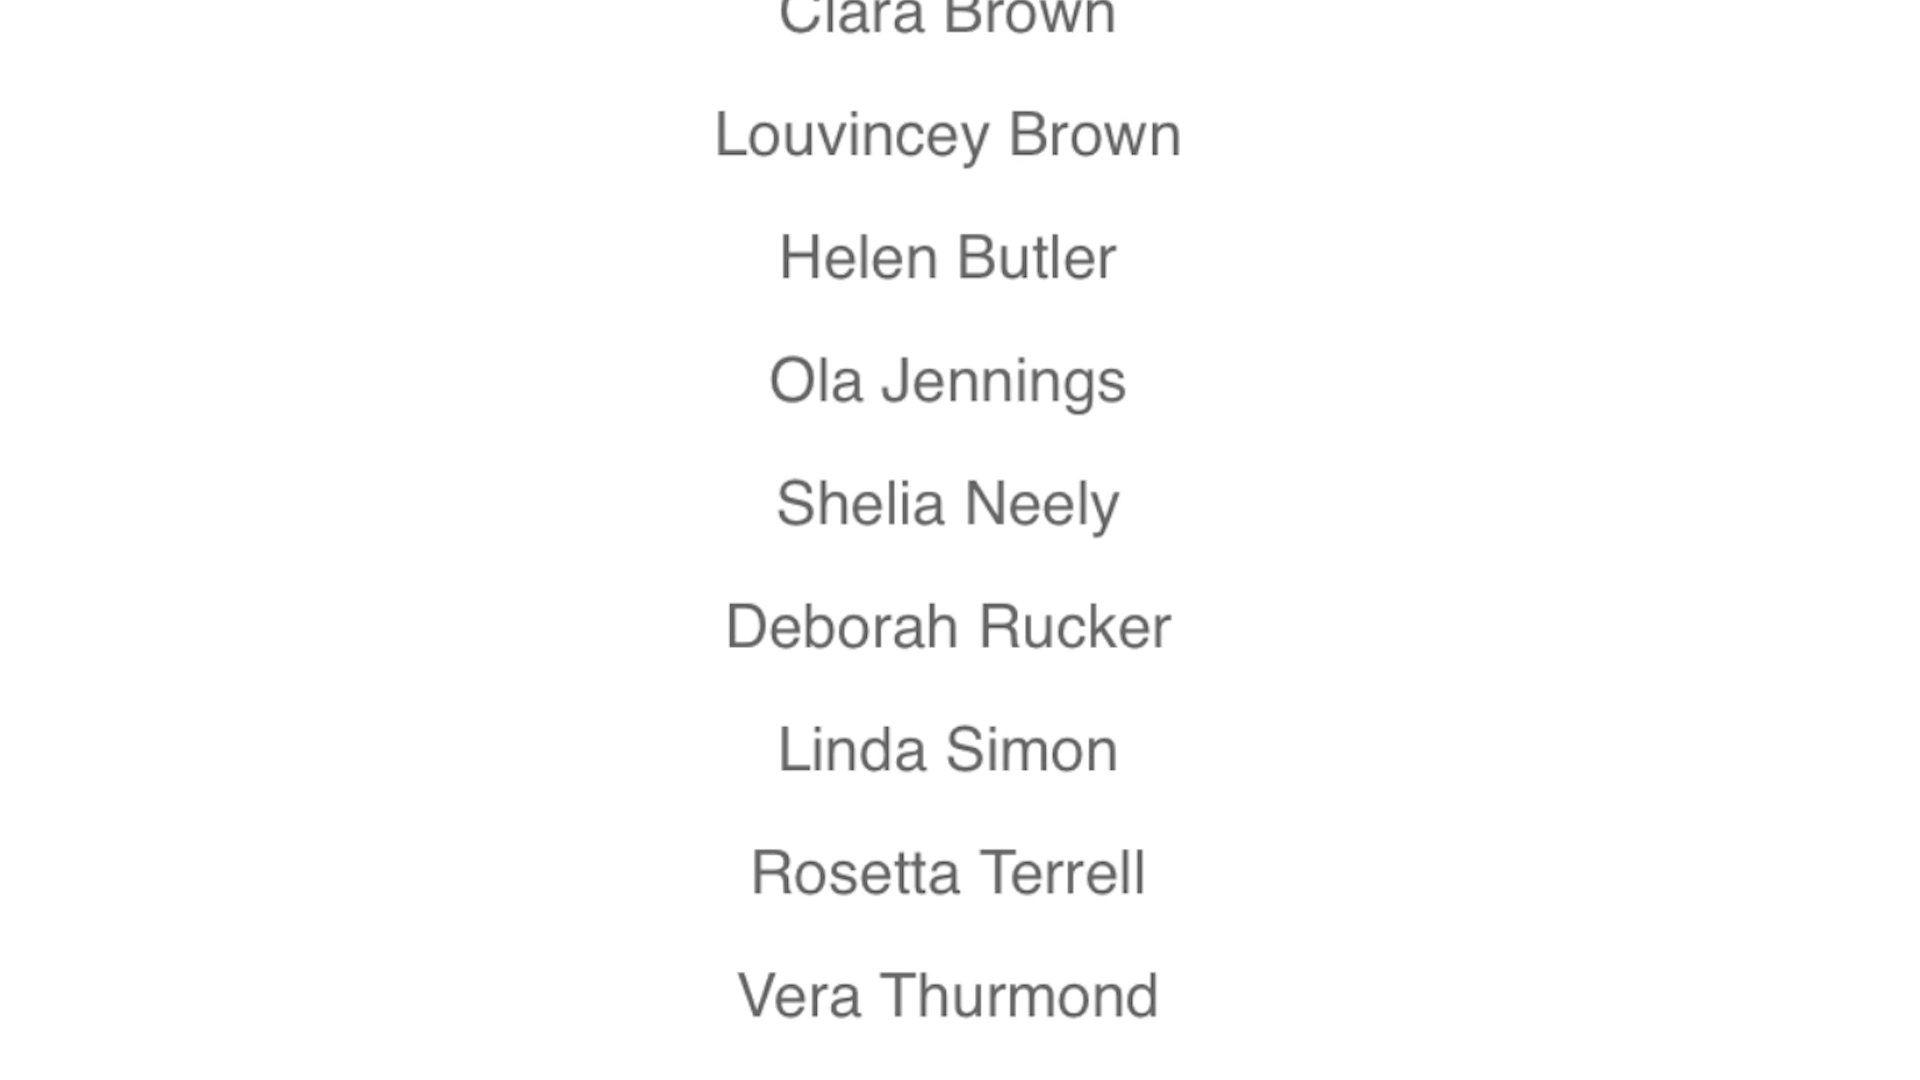 Clara Brown
Louvincey Brown
Helen Butler
Ola Jennings
Shelia Neely
Deborah Rucker
Linda Simon
Rosetta Terrell
Vera Thurmond